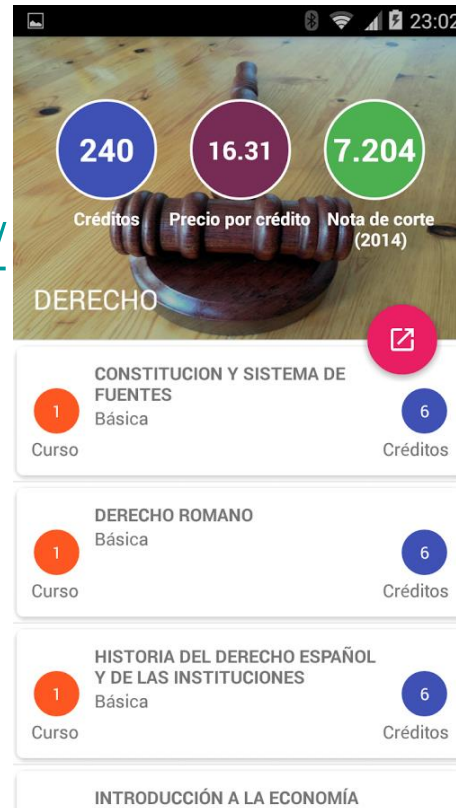 23:02
240
16.31
7.204
Créditos
Precio por crédito
Nota de corte
(2014)
DERECHO
CONSTITUCION Y SISTEMA DE
FUENTES
Básica
1
Curso
6
Créditos
DERECHO ROMANO
Básica
1
Curso
6
Créditos
HISTORIA DEL DERECHO ESPAÑOL
Y DE LAS INSTITUCIONES
Básica
1
Curso
6
Créditos
INTRODUCCIÓN A LA ECONOMÍA